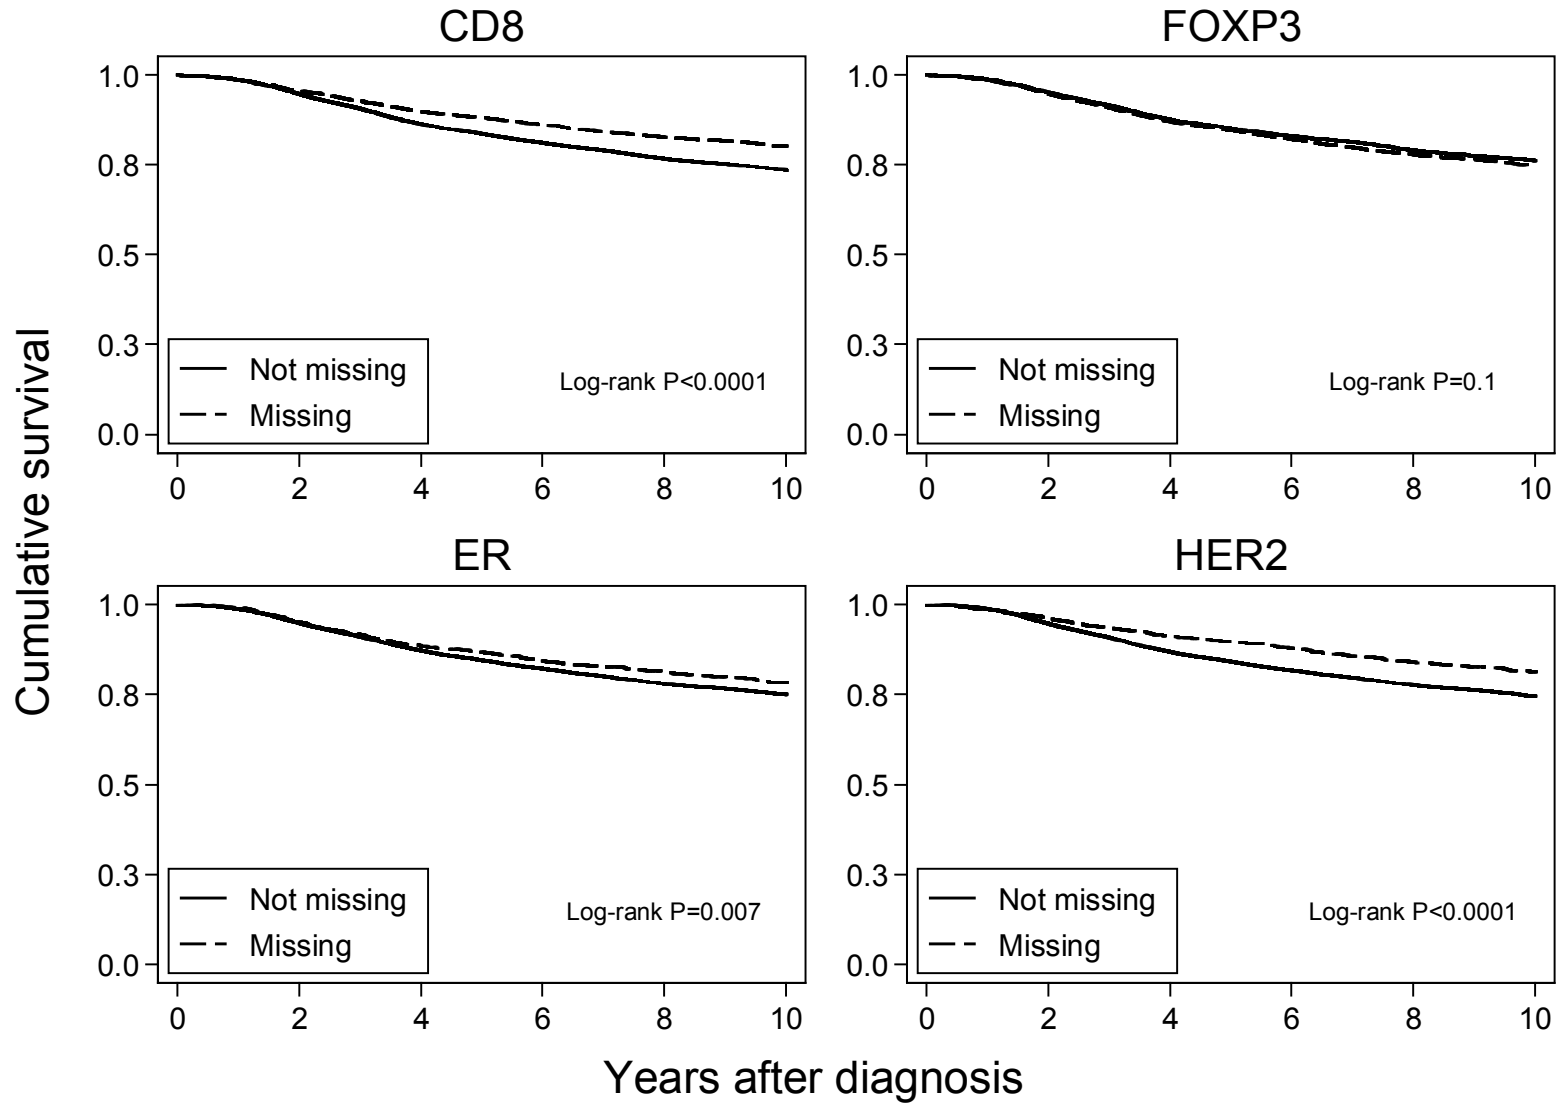 CD8
1.0
0.8
0.5
0.3
0.0
Not missing
Missing
Log-rank P<0.0001
0 2 4 6 8 10
FOXP3
1.0
0.8
0.5
0.3
0.0
Not missing
Missing
Log-rank P=0.1
0 2 4 6 8 10
ER
1.0
0.8
0.5
0.3
0.0
Not missing
Missing
Log-rank P=0.007
0 2 4 6 8 10
HER2
1.0
0.8
0.5
0.3
0.0
Not missing
Missing
Log-rank P<0.0001
0 2 4 6 8 10
Cumulative survival
Years after diagnosis